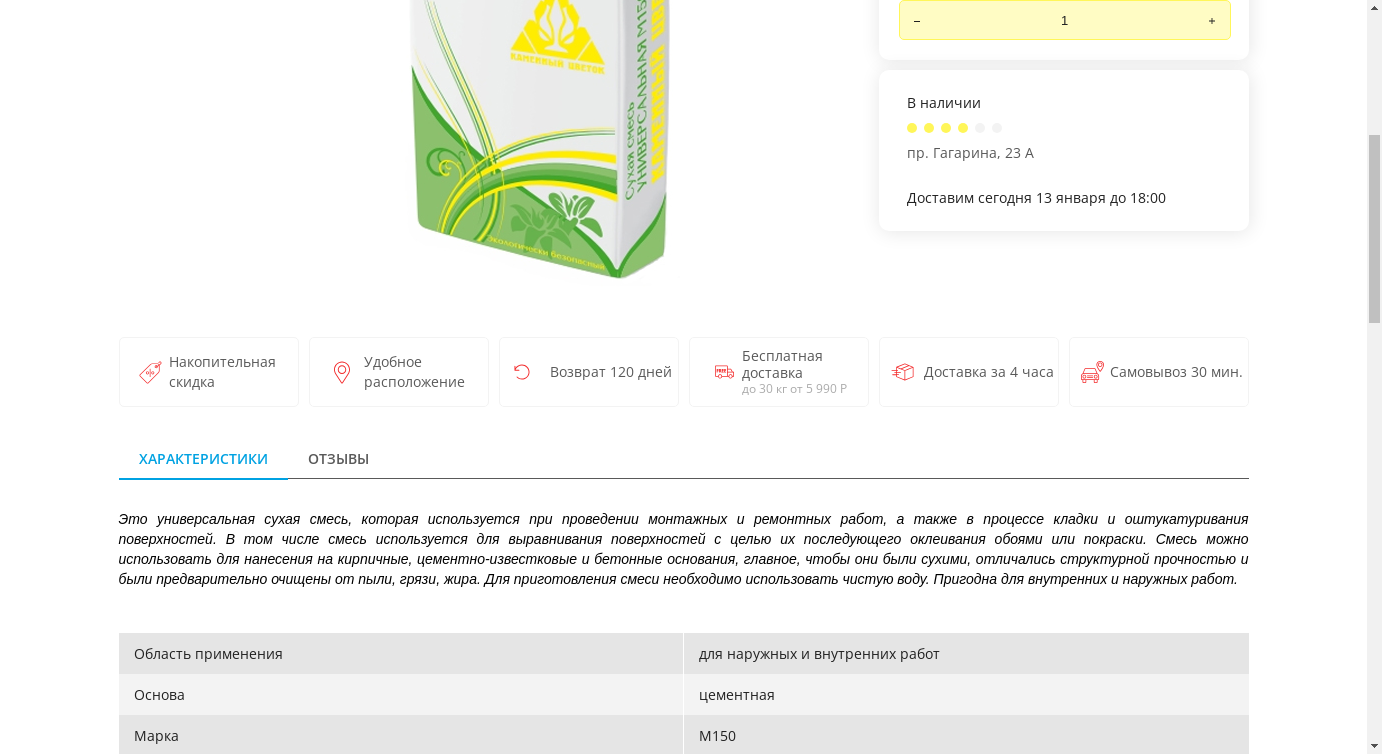 КАМЕННЫЙ ЦВЕТОК
Сухая смесь
УНИВЕРСАЛЬНАЯ М150
Экологически безопасный
–
1
+
В наличии
пр. Гагарина, 23 А
Доставим сегодня 13 января до 18:00
Накопительная
скидка
Удобное
расположение
Возврат 120 дней
Бесплатная
доставка
до 30 кг от 5 990 Р
Доставка за 4 часа
Самовывоз 30 мин.
ХАРАКТЕРИСТИКИ
ОТЗЫВЫ
Это универсальная сухая смесь, которая используется при проведении монтажных и ремонтных работ, а также в процессе кладки и оштукатуривания
поверхностей. В том числе смесь используется для выравнивания поверхностей с целью их последующего оклеивания обоями или покраски. Смесь можно
использовать для нанесения на кирпичные, цементно-известковые и бетонные основания, главное, чтобы они были сухими, отличались структурной прочностью и
были предварительно очищены от пыли, грязи, жира. Для приготовления смеси необходимо использовать чистую воду. Пригодна для внутренних и наружных работ.
Область применения
для наружных и внутренних работ
Основа
цементная
Марка
М150